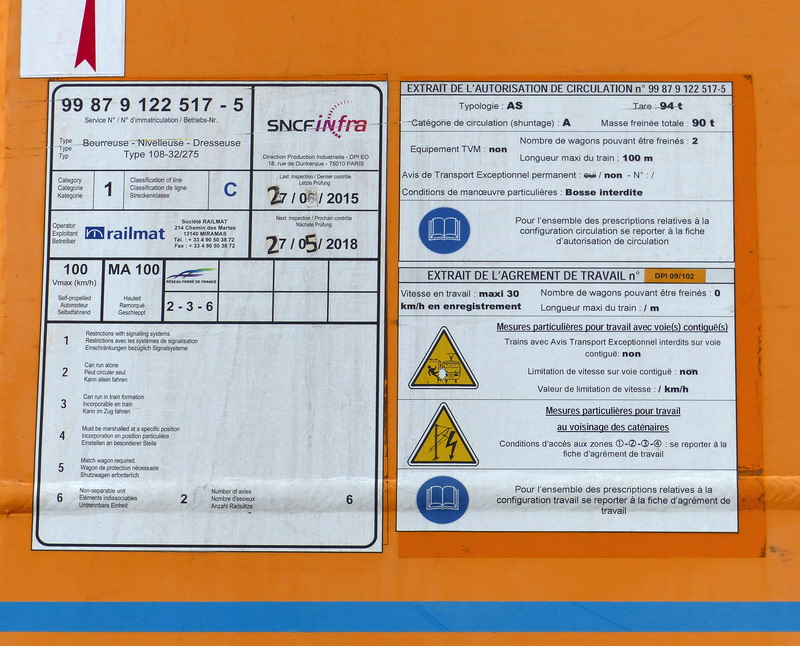 99 87 9 122 517 - 5
Service N° / N° d'immatriculation / Betriebs-Nr.
SNCF infra
Direction Production Industrielle - DPI EO
18, rue de Dunkerque - 75010 PARIS
Type
Type
Typ
Bourreuse - Nivelleuse - Dresseuse
Type 108-32/275
Category
Catégorie
Kategorie
1
Classification of line
Classification de ligne
Streckenklasse
C
Last inspection / Dernier contrôle
Letzte Prüfung
27 / 05 / 2015
Operator
Exploitant
Betreiber
railmat
Société RAILMAT
214 Chemin des Martes
13140 MIRAMAS
Tél. : + 33 4 90 50 38 72
Fax : + 33 4 90 50 38 72
Next inspection / Prochain contrôle
Nächste Prüfung
27 / 05 / 2018
100
Vmax (km/h)
MA 100
RÉSEAU FERRÉ DE FRANCE
Self-propelled
Automoteur
Selbstfahrend
Hauled
Remorqué
Geschleppt
2 - 3 - 6
1
Restrictions with signalling systems
Restrictions avec les systèmes de signalisation
Einschränkungen bezüglich Signalsysteme
2
Can run alone
Peut circuler seul
Kann allein fahren
3
Can run in train formation
Incorporable en train
Kann im Zug fahren
4
Must be marshalled at a specific position
Incorporation en position particulière
Einstellen an besonderer Stelle
5
Match wagon required
Wagon de protection nécessaire
Shutzwagen erforderlich
6
Non-separable unit
Eléments indissociables
Untrennbare Einheit
2
Number of axles
Nombre d'essieux
Anzahl Radsätze
6
EXTRAIT DE L'AUTORISATION DE CIRCULATION n° 99 87 9 122 517-5
Typologie : AS Tare : 94 t
Catégorie de circulation (shuntage) : A Masse freinée totale : 90 t
Equipement TVM : non
Nombre de wagons pouvant être freinés : 2
Longueur maxi du train : 100 m
Avis de Transport Exceptionnel permanent : oui / non - N° : /
Conditions de manœuvre particulières : Bosse interdite
Pour l'ensemble des prescriptions relatives à la
configuration circulation se reporter à la fiche
d'autorisation de circulation
EXTRAIT DE L'AGREMENT DE TRAVAIL n° DPI 09/102
Vitesse en travail : maxi 30
km/h en enregistrement
Nombre de wagons pouvant être freinés : 0
Longueur maxi du train : / m
Mesures particulières pour travail avec voie(s) contiguë(s)
Trains avec Avis Transport Exceptionnel interdits sur voie
contiguë: non
Limitation de vitesse sur voie contiguë : non
Valeur de limitation de vitesse : / km/h
Mesures particulières pour travail
au voisinage des caténaires
Conditions d'accès aux zones ①-②-③-④ : se reporter à la
fiche d'agrément de travail
Pour l'ensemble des prescriptions relatives à la
configuration travail se reporter à la fiche d'agrément de
travail